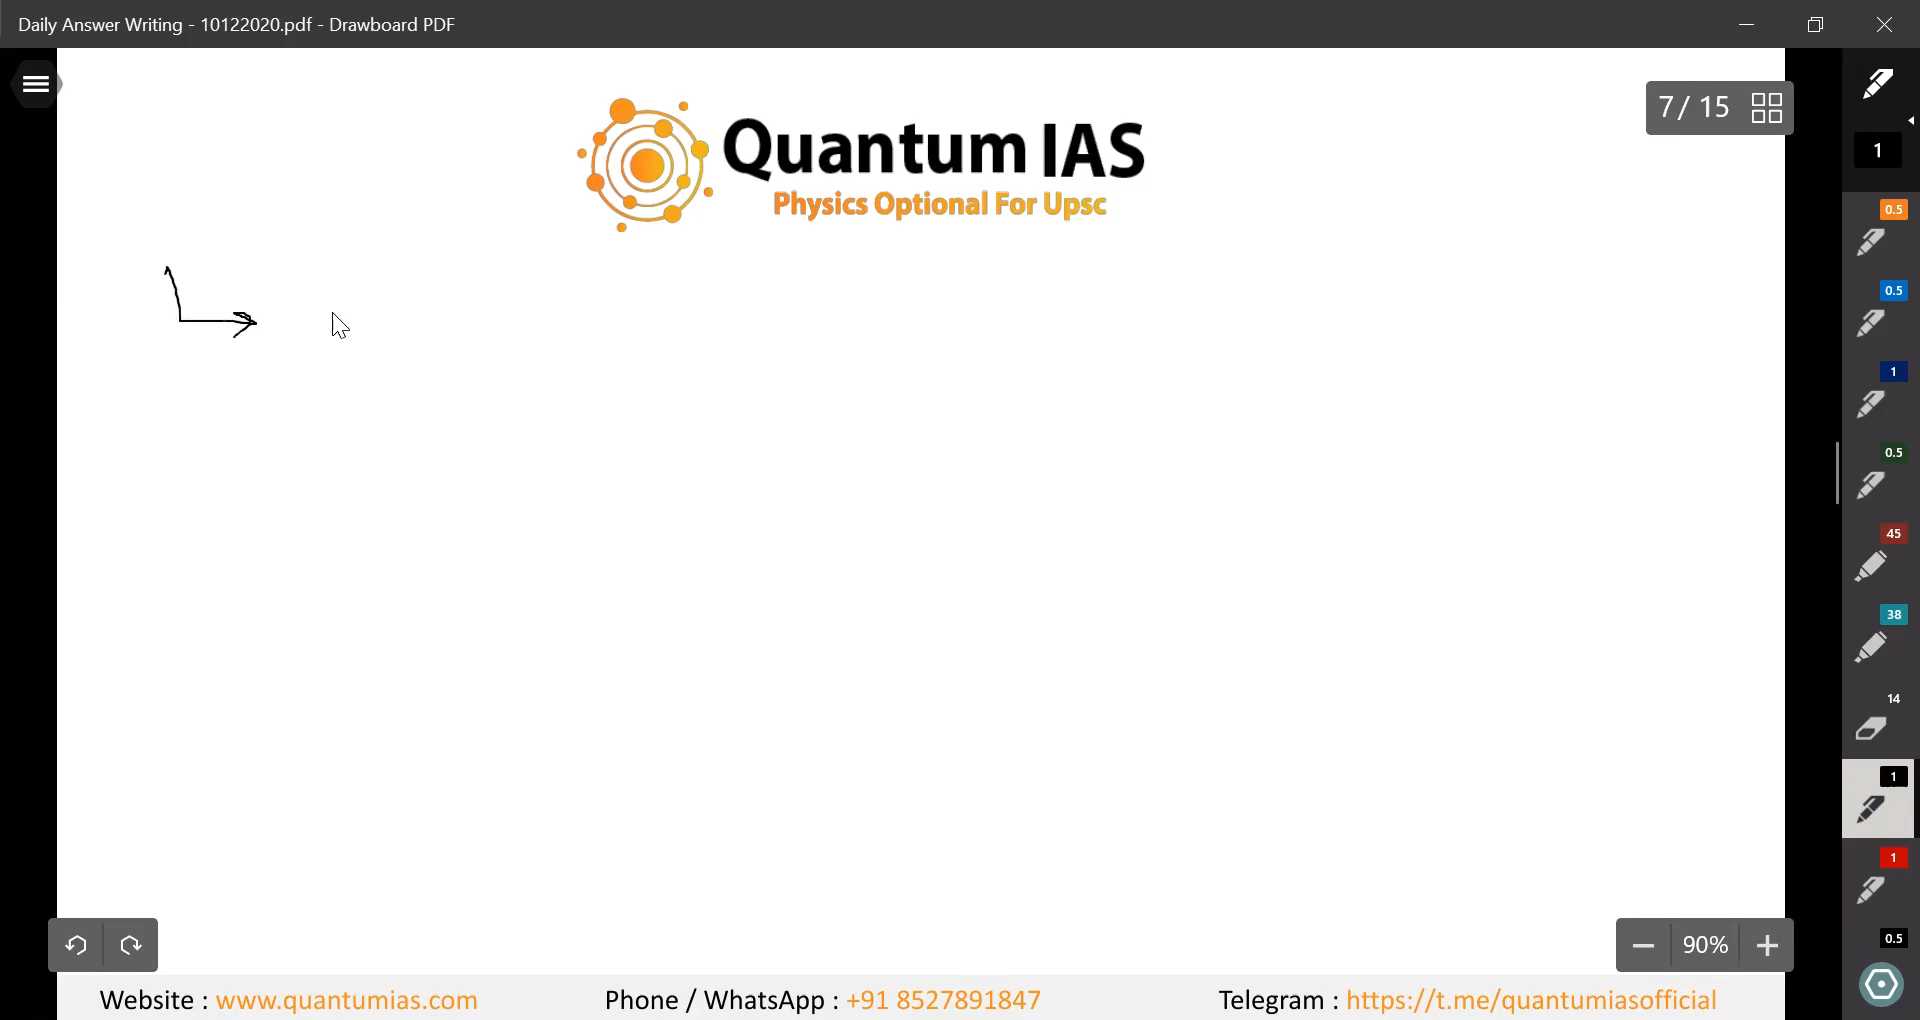 Daily Answer Writing - 10122020.pdf - Drawboard PDF
7/ 15
Quantum IAS
Physics Optional For Upsc
1
0.5
0.5
1
0.5
45
38
14
1
1
0.5
90%
Website : www.quantumias.com
Phone / WhatsApp : +91 8527891847
Telegram : https://t.me/quantumiasofficial